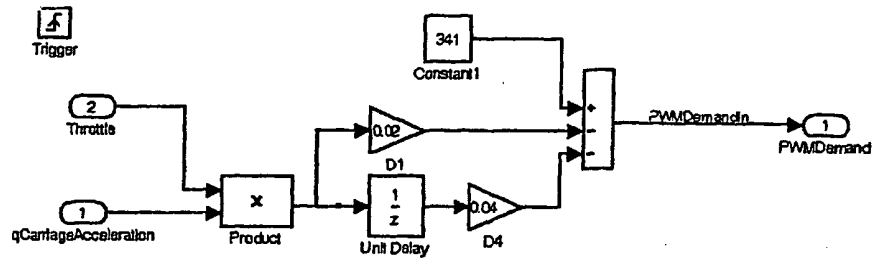 Trigger
341
Constant1
2
Throttle
0.02
D1
+
-
-
PWMDemandIn
1
PWMDemand
1
qCarriageAcceleration
x
Product
1
z
Unit Delay
0.04
D4